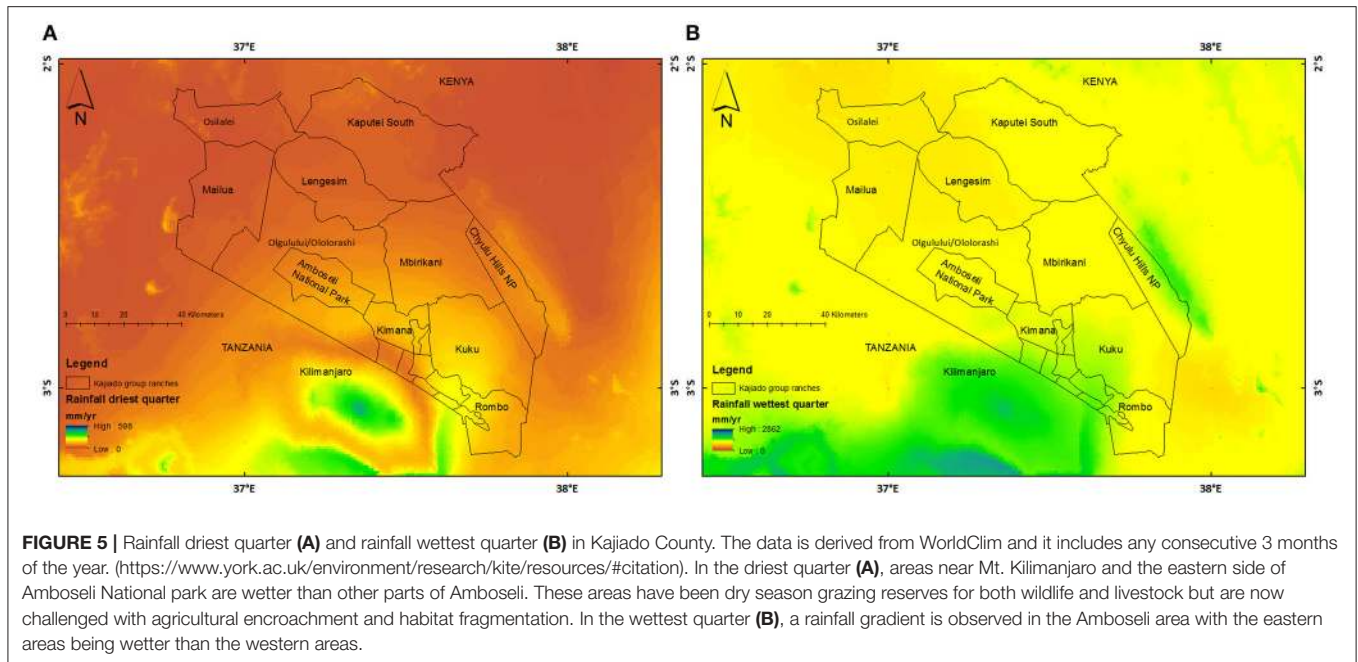 A
37°E
38°E
2°S
N
KENYA
Osilalei
Kaputei South
Mailua
Lengesim
Olgulului/Ololorashi
Chyulu Hills NP
Mbirikani
Amboseli
National Park
0 5 10 20 30 40 Kilometers
Kimana
TANZANIA
Kuku
Legend
Kajiado group ranches
Rainfall driest quarter
mm/yr
High : 598
Low : 0
Kilimanjaro
Rombo
3°S
37°E
38°E
B
37°E
38°E
2°S
2°S
N
KENYA
Osilalei
Kaputei South
Mailua
Lengesim
Olgulului/Ololorashi
Chyulu Hills NP
Mbirikani
Amboseli
National Park
0 5 10 20 30 40 Kilometers
Kimana
TANZANIA
Kuku
Legend
Kajiado group ranches
Rainfall wettest quarter
mm/yr
High : 2862
Low : 0
Kilimanjaro
Rombo
3°S
3°S
37°E
38°E
FIGURE 5 | Rainfall driest quarter (A) and rainfall wettest quarter (B) in Kajiado County. The data is derived from WorldClim and it includes any consecutive 3 months
of the year. (https://www.york.ac.uk/environment/research/kite/resources/#citation). In the driest quarter (A), areas near Mt. Kilimanjaro and the eastern side of
Amboseli National park are wetter than other parts of Amboseli. These areas have been dry season grazing reserves for both wildlife and livestock but are now
challenged with agricultural encroachment and habitat fragmentation. In the wettest quarter (B), a rainfall gradient is observed in the Amboseli area with the eastern
areas being wetter than the western areas.